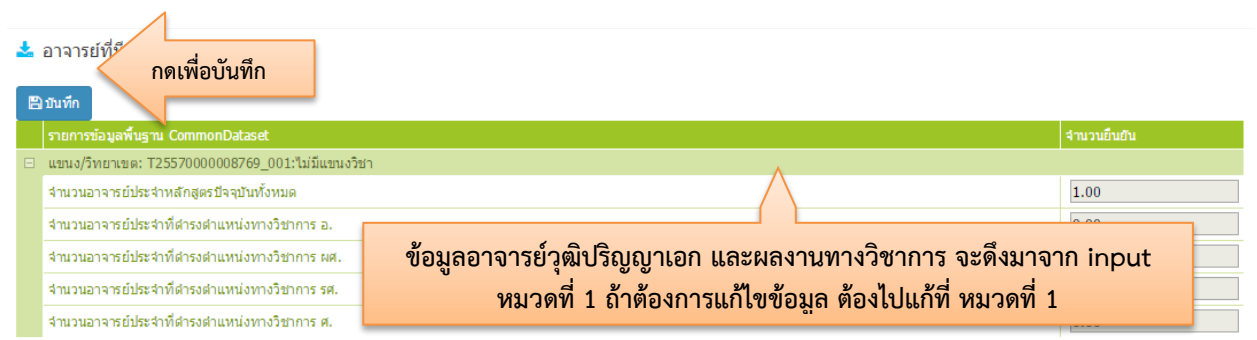 อาจารย์ที่
กดเพื่อบันทึก
บันทึก
รายการข้อมูลพื้นฐาน CommonDataset จำนวนยืนยัน
แขนง/วิทยาเขต: T25570000008769_001:ไม่มีแขนงวิชา
จำนวนอาจารย์ประจำหลักสูตรปัจจุบันทั้งหมด 1.00
จำนวนอาจารย์ประจำที่ดำรงตำแหน่งทางวิชาการ อ.
จำนวนอาจารย์ประจำที่ดำรงตำแหน่งทางวิชาการ ผศ.
จำนวนอาจารย์ประจำที่ดำรงตำแหน่งทางวิชาการ รศ.
จำนวนอาจารย์ประจำที่ดำรงตำแหน่งทางวิชาการ ศ.
ข้อมูลอาจารย์วุฒิปริญญาเอก และผลงานทางวิชาการ จะดึงมาจาก input
หมวดที่ 1 ถ้าต้องการแก้ไขข้อมูล ต้องไปแก้ที่ หมวดที่ 1